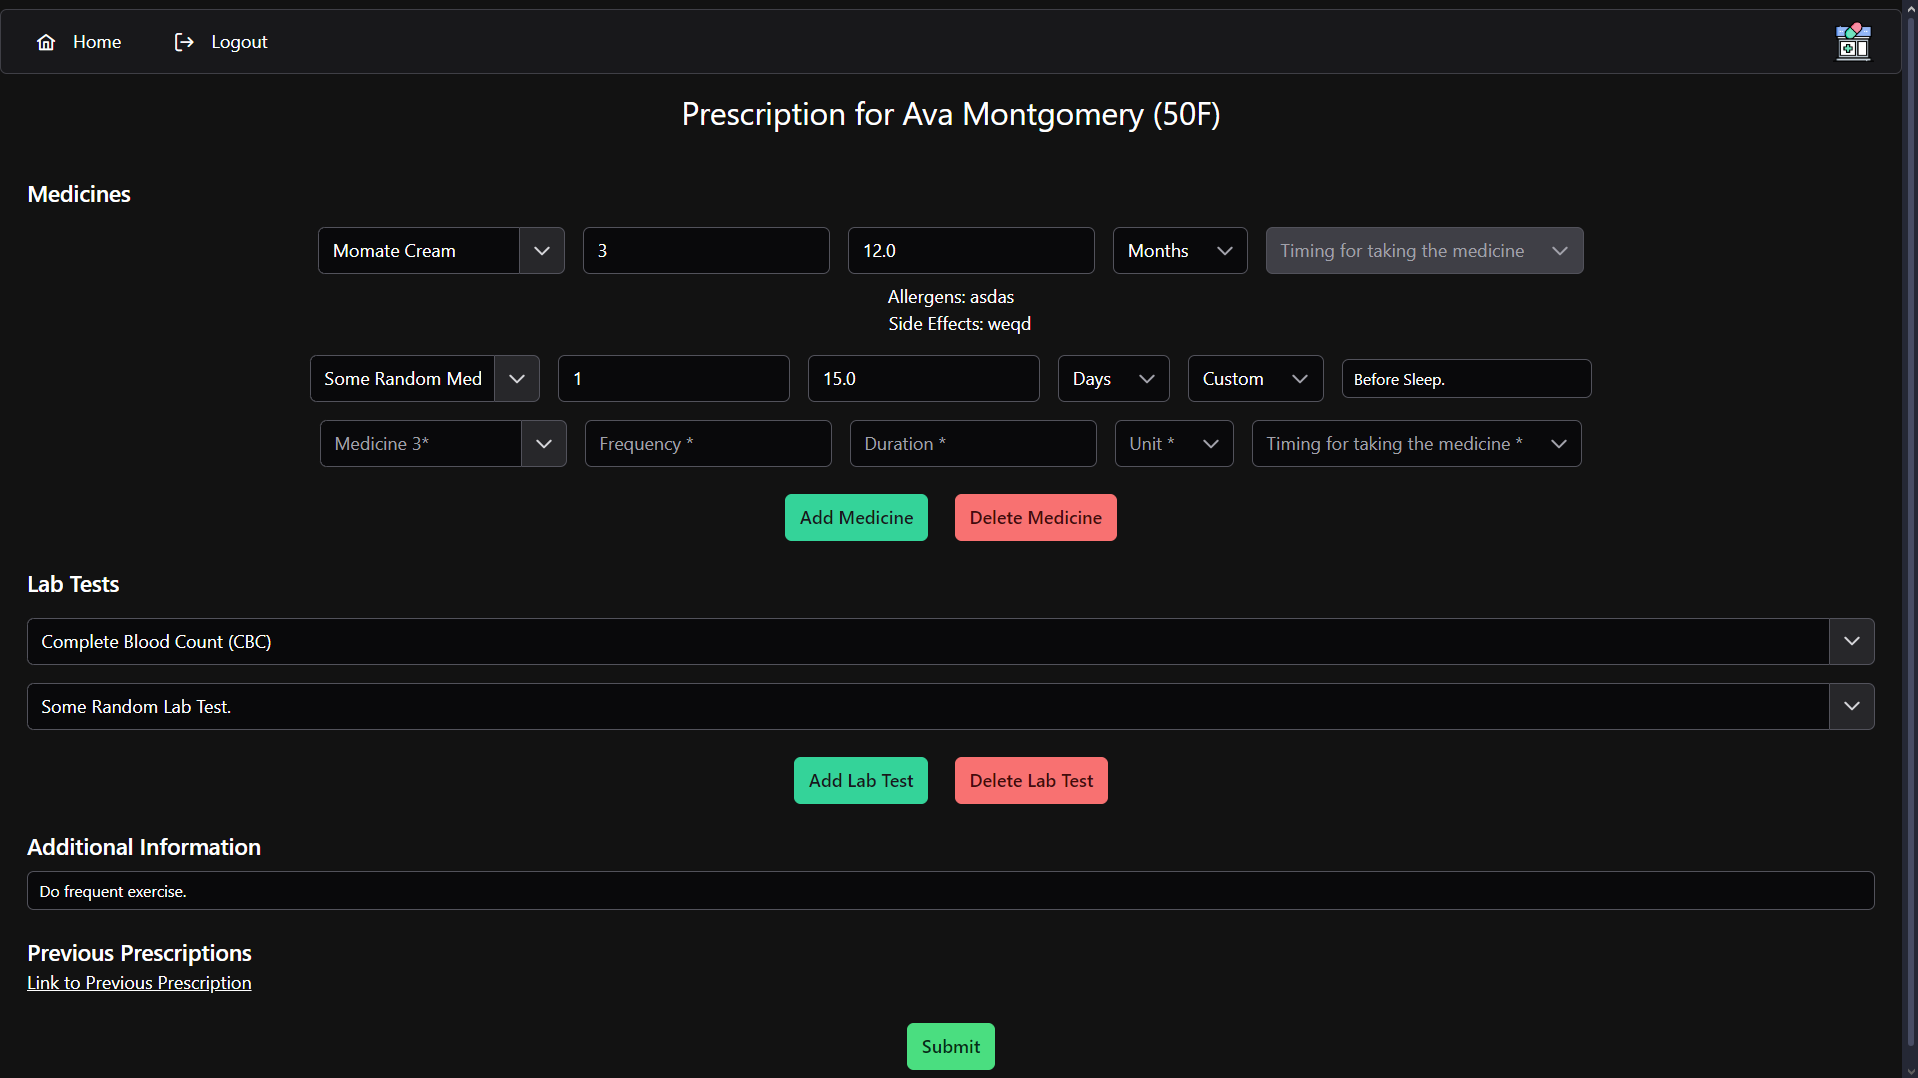 Home Logout
Prescription for Ava Montgomery (50F)
Medicines
Momate Cream 3 12.0 Months Timing for taking the medicine
Allergens: asdas
Side Effects: weqd
Some Random Med 1 15.0 Days Custom Before Sleep.
Medicine 3* Frequency * Duration * Unit * Timing for taking the medicine *
Add Medicine Delete Medicine
Lab Tests
Complete Blood Count (CBC)
Some Random Lab Test.
Add Lab Test Delete Lab Test
Additional Information
Do frequent exercise.
Previous Prescriptions
Link to Previous Prescription
Submit